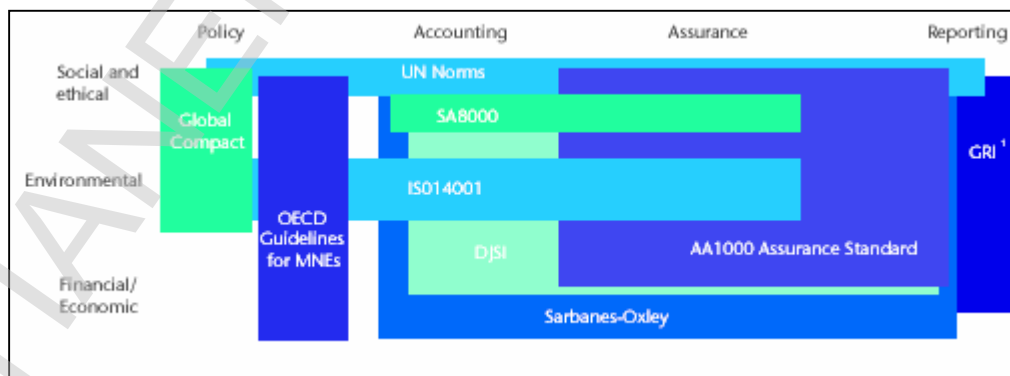 Policy Accounting Assurance Reporting
Social and
ethical
UN Norms
Global
Compact
SA8000
GRI 1
Environmental
IS014001
OECD
Guidelines
for MNEs
DJSI
AA1000 Assurance Standard
Financial/
Economic
Sarbanes-Oxley